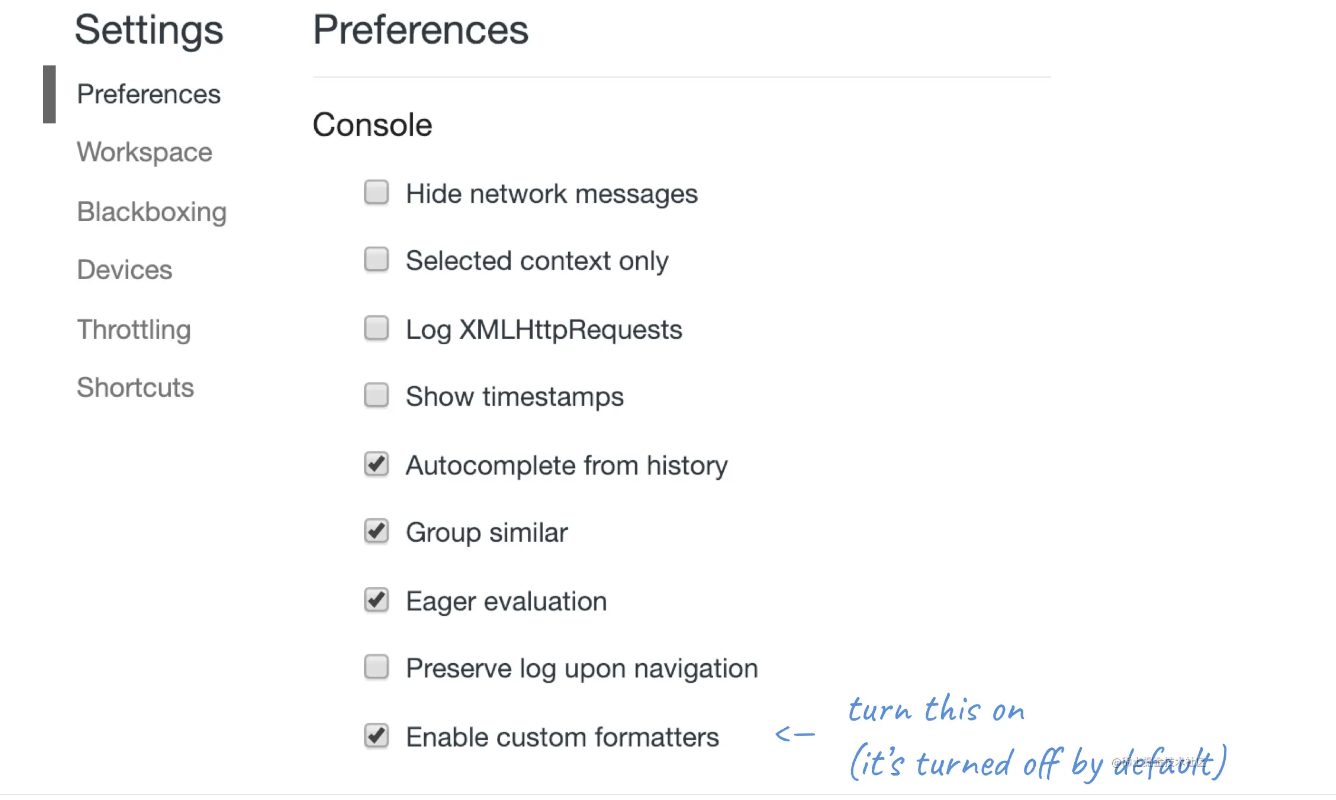 Settings
Preferences
Workspace
Blackboxing
Devices
Throttling
Shortcuts
Preferences
Console
Hide network messages
Selected context only
Log XMLHttpRequests
Show timestamps
Autocomplete from history
Group similar
Eager evaluation
Preserve log upon navigation
Enable custom formatters
<— turn this on
(it’s turned off by default)